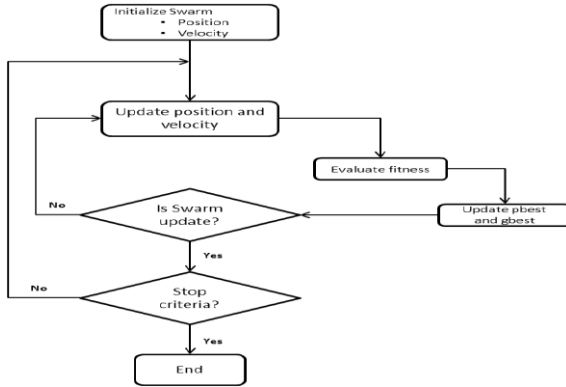 Initialize Swarm
• Position
• Velocity
Update position and
velocity
Evaluate fitness
Update pbest
and gbest
Is Swarm
update?
No
Yes
Stop
criteria?
No
Yes
End